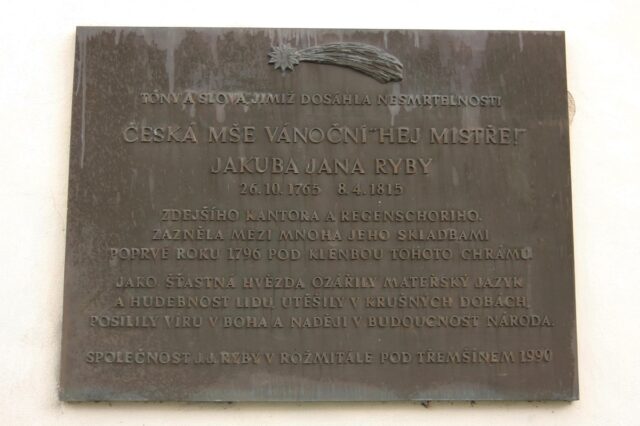 TÓNY A SLOVA, JIMIŽ DOSÁHLA NESMRTELNOSTI
ČESKÁ MŠE VÁNOČNÍ "HEJ MISTŘE!"
JAKUBA JANA RYBY
26.10.1765 8.4.1815
ZDEJŠÍHO KANTORA A REGENSCHORIHO,
ZAZNĚLA MEZI MNOHA JEHO SKLADBAMI
POPRVÉ ROKU 1796 POD KLENBOU TOHOTO CHRÁMU.
JAKO ŠŤASTNÁ HVĚZDA OZÁŘILY MATEŘSKÝ JAZYK
A HUDEBNOST LIDU, UTĚŠILY V KRUŠNÝCH DOBÁCH,
POSÍLILY VÍRU V BOHA A NADĚJI V BUDOUCNOST NÁRODA.
SPOLEČNOST J.J. RYBY V ROŽMITÁLE POD TŘEMŠÍNEM 1990